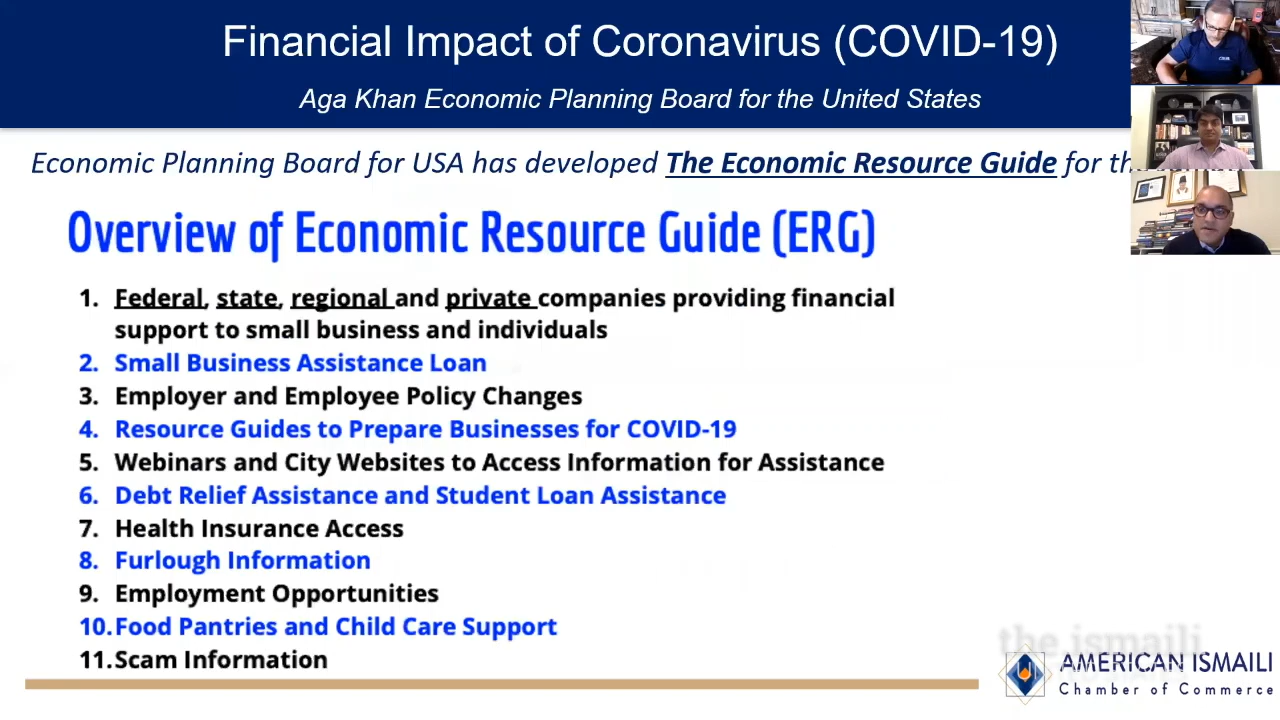 Financial Impact of Coronavirus (COVID-19)
Aga Khan Economic Planning Board for the United States
Economic Planning Board for USA has developed The Economic Resource Guide for th
Overview of Economic Resource Guide (ERG)
1. Federal, state, regional and private companies providing financial
support to small business and individuals
2. Small Business Assistance Loan
3. Employer and Employee Policy Changes
4. Resource Guides to Prepare Businesses for COVID-19
5. Webinars and City Websites to Access Information for Assistance
6. Debt Relief Assistance and Student Loan Assistance
7. Health Insurance Access
8. Furlough Information
9. Employment Opportunities
10. Food Pantries and Child Care Support
11. Scam Information
the ismaili
AMERICAN ISMAILI
Chamber of Commerce